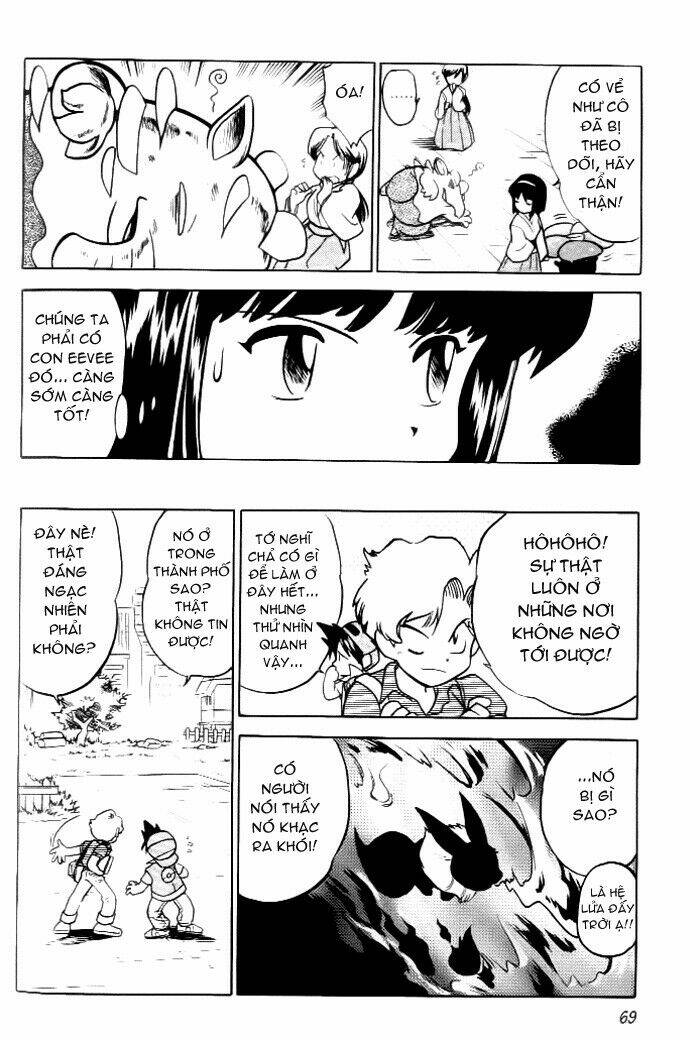 CÓ VẺ
NHƯ CÔ
ĐÃ BỊ
THEO
DÕI, HÃY
CẨN
THẬN!
.......
ÓA!
CHÚNG TA
PHẢI CÓ
CON EEVEE
ĐÓ... CÀNG
SỚM CÀNG
TỐT!
HÔHÔHÔ!
SỰ THẬT
LUÔN Ở
NHỮNG NƠI
KHÔNG NGỜ
TỚI ĐƯỢC!
TỚ NGHĨ
CHẢ CÓ GÌ
ĐỂ LÀM Ở
ĐÂY HẾT...
NHƯNG
THỬ NHÌN
QUANH
VẬY...
NÓ Ở
TRONG
THÀNH PHỐ
SAO?
THẬT
KHÔNG TIN
ĐƯỢC!
ĐÂY NÈ!
THẬT
ĐÁNG
NGẠC
NHIÊN
PHẢI
KHÔNG?
...NÓ
BỊ GÌ
SAO?
CÓ
NGƯỜI
NÓI THẤY
NÓ KHẠC
RA KHÓI!
LÀ HỆ
LỬA ĐẤY
TRỜI Ạ!!
69